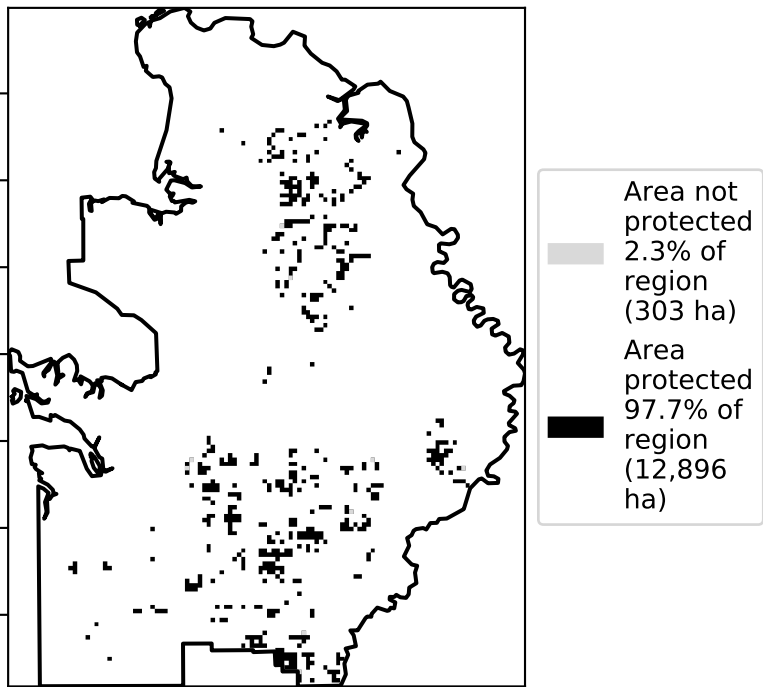 Area not
protected
2.3% of
region
(303 ha)
Area
protected
97.7% of
region
(12,896
ha)